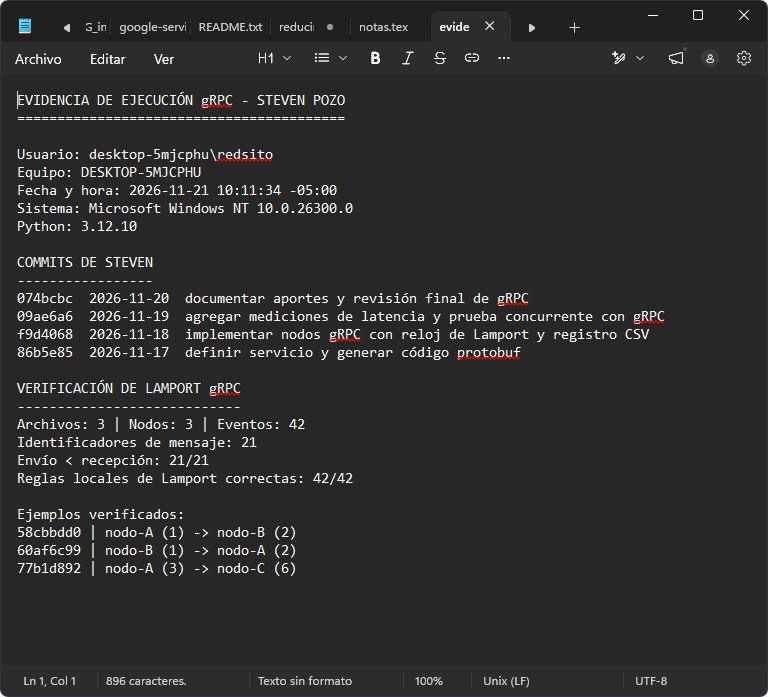 G_in
google-servi
README.txt
reduci
notas.tex
evide
Archivo Editar Ver H1 B I S
EVIDENCIA DE EJECUCIÓN gRPC - STEVEN POZO
=========================================
Usuario: desktop-5mjcphu\redsito
Equipo: DESKTOP-5MJCPHU
Fecha y hora: 2026-11-21 10:11:34 -05:00
Sistema: Microsoft Windows NT 10.0.26300.0
Python: 3.12.10
COMMITS DE STEVEN
-----------------
074bcbc  2026-11-20  documentar aportes y revisión final de gRPC
09ae6a6  2026-11-19  agregar mediciones de latencia y prueba concurrente con gRPC
f9d4068  2026-11-18  implementar nodos gRPC con reloj de Lamport y registro CSV
86b5e85  2026-11-17  definir servicio y generar código protobuf
VERIFICACIÓN DE LAMPORT gRPC
----------------------------
Archivos: 3 | Nodos: 3 | Eventos: 42
Identificadores de mensaje: 21
Envío < recepción: 21/21
Reglas locales de Lamport correctas: 42/42
Ejemplos verificados:
58cbbdd0 | nodo-A (1) -> nodo-B (2)
60af6c99 | nodo-B (1) -> nodo-A (2)
77b1d892 | nodo-A (3) -> nodo-C (6)
Ln 1, Col 1 896 caracteres. Texto sin formato 100% Unix (LF) UTF-8